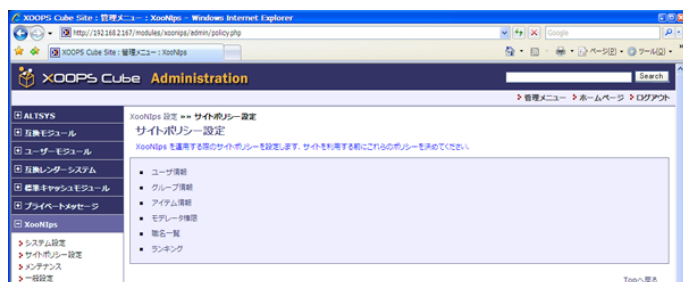 XOOPS Cube Site : 管理メニュー : XooNIps - Windows Internet Explorer
http://192.168.2.167/modules/xoonips/admin/policy.php
Google
XOOPS Cube Site : 管理メニュー : XooNIps
ページ(P)
ツール(O)
XOOPS Cube Administration
Search
管理メニュー ホームページ ログアウト
ALTSYS
互換モジュール
ユーザーモジュール
互換レンダーシステム
標準キャッシュモジュール
プライベートメッセージ
XooNIps
システム設定
サイトポリシー設定
メンテナンス
一般設定
XooNIps 設定 »» サイトポリシー設定
サイトポリシー設定
XooNIps を運用する際のサイトポリシーを設定します. サイトを利用する前にこれらのポリシーを決めてください.
ユーザ情報
グループ情報
アイテム情報
モデレータ権限
職名一覧
ランキング
Topへ戻る